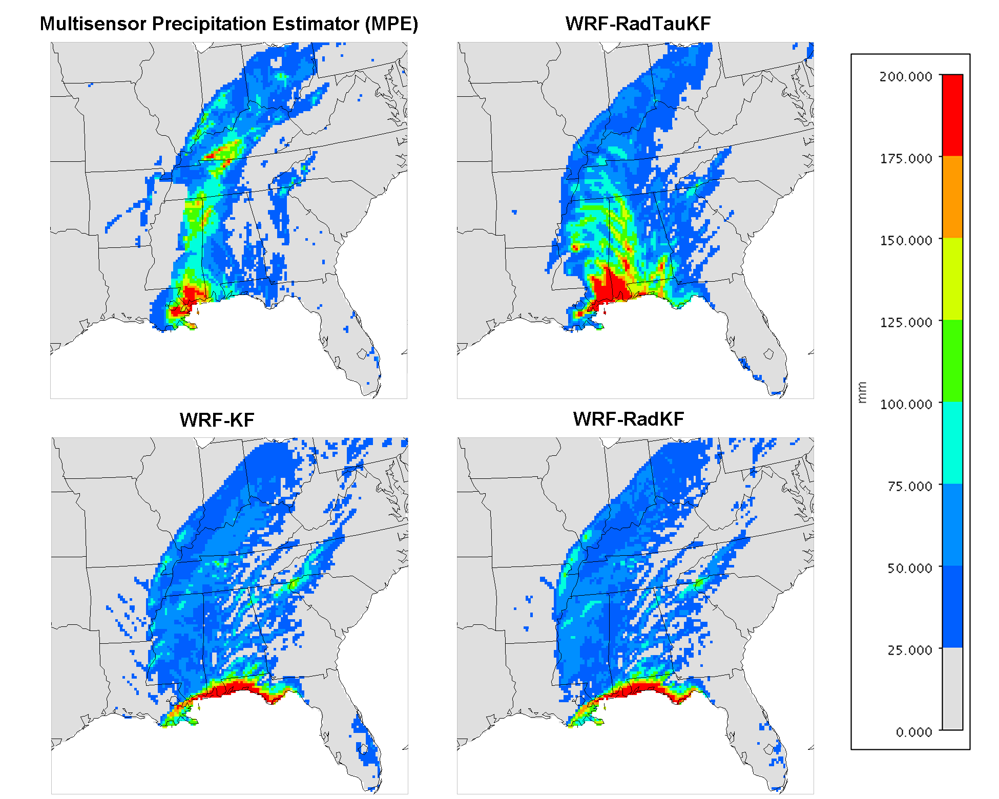 Multisensor Precipitation Estimator (MPE)
WRF-RadTauKF
WRF-KF
WRF-RadKF
200.000
175.000
150.000
125.000
mm
100.000
75.000
50.000
25.000
0.000